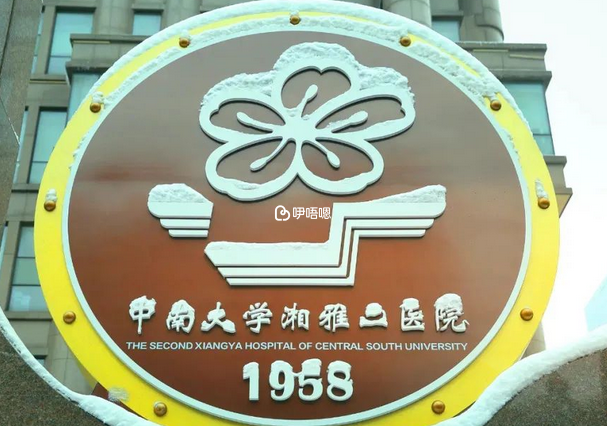 咿唔嗯
中南大学湘雅二医院
THE SECOND XIANGYA HOSPITAL OF CENTRAL SOUTH UNIVERSITY
1958